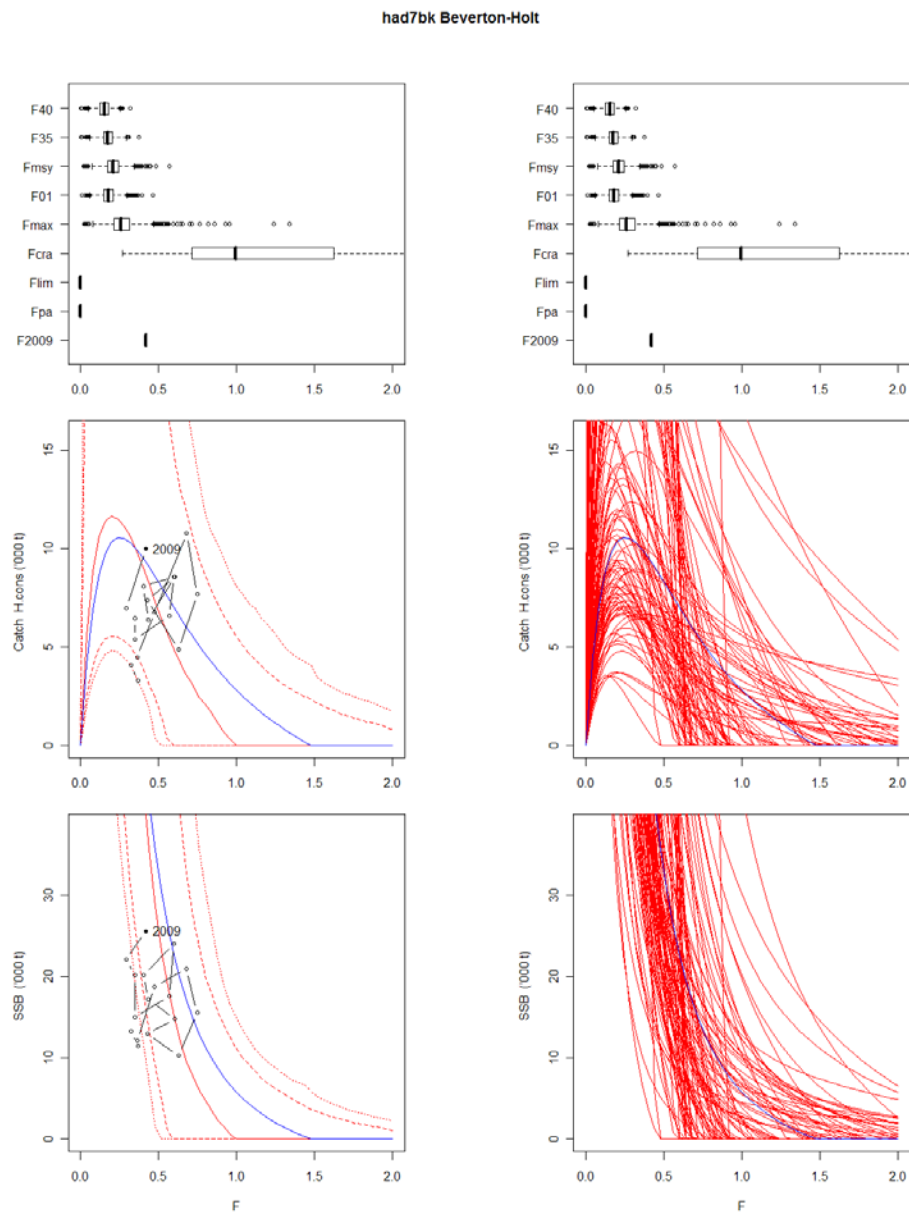 had7bk Beverton-Holt
F40
F35
Fmsy
F01
Fmax
Fcra
Flim
Fpa
F2009
0.0 0.5 1.0 1.5 2.0
F40
F35
Fmsy
F01
Fmax
Fcra
Flim
Fpa
F2009
0.0 0.5 1.0 1.5 2.0
Catch H.cons ('000 t)
15
10
5
0
2009
0.0 0.5 1.0 1.5 2.0
Catch H.cons ('000 t)
15
10
5
0
0.0 0.5 1.0 1.5 2.0
SSB ('000 t)
30
20
10
0
2009
0.0 0.5 1.0 1.5 2.0
F
SSB ('000 t)
30
20
10
0
0.0 0.5 1.0 1.5 2.0
F